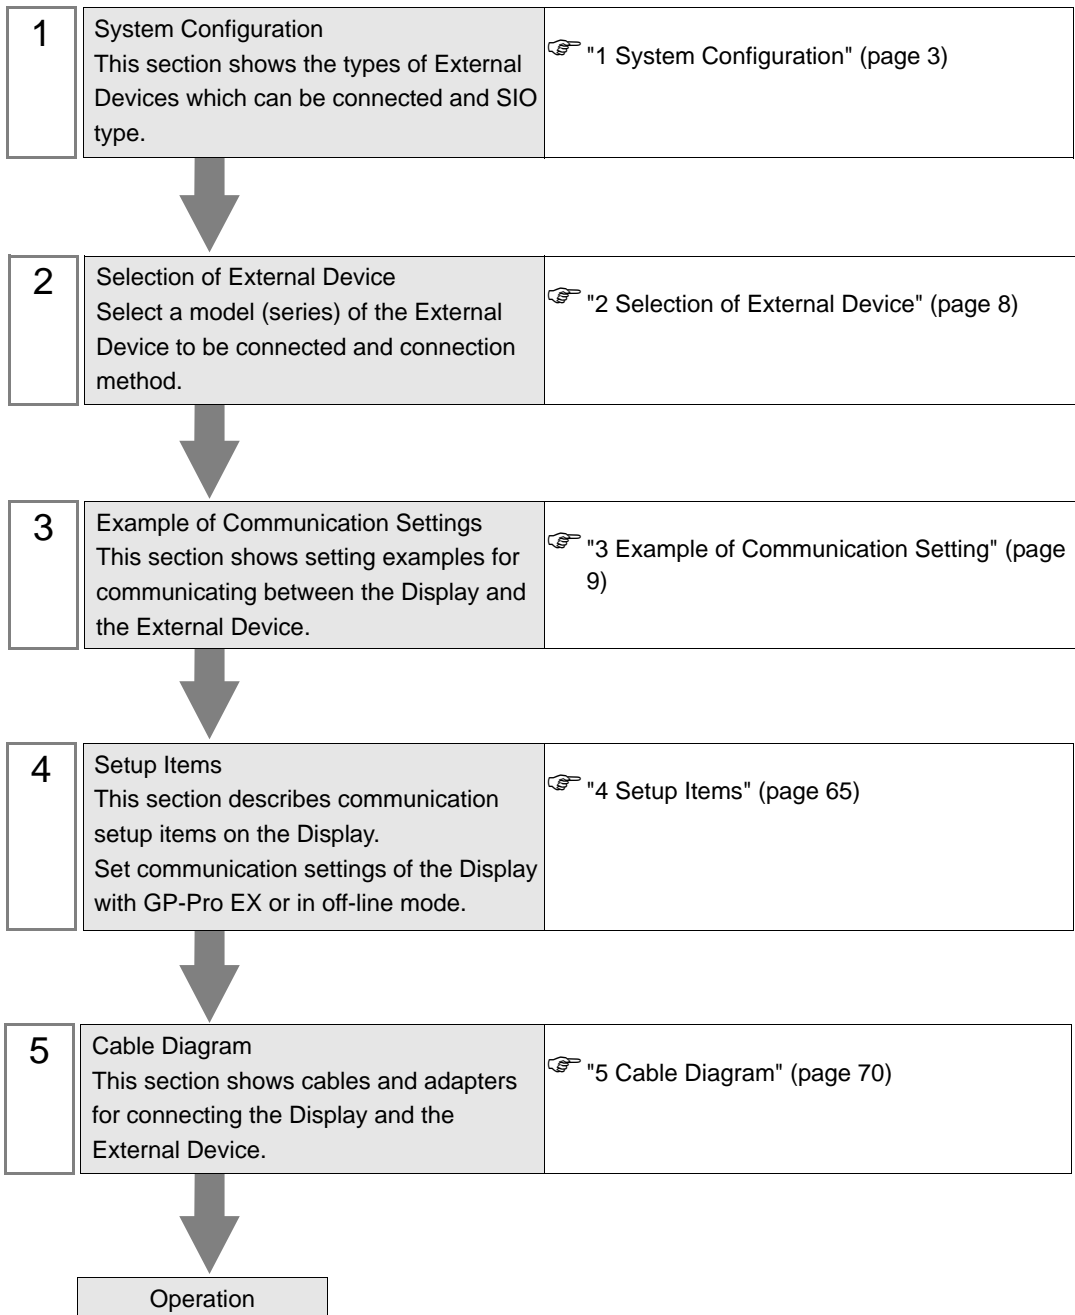 1
System Configuration
This section shows the types of External
Devices which can be connected and SIO
type.
"1 System Configuration" (page 3)
2
Selection of External Device
Select a model (series) of the External
Device to be connected and connection
method.
"2 Selection of External Device" (page 8)
3
Example of Communication Settings
This section shows setting examples for
communicating between the Display and
the External Device.
"3 Example of Communication Setting" (page
9)
4
Setup Items
This section describes communication
setup items on the Display.
Set communication settings of the Display
with GP-Pro EX or in off-line mode.
"4 Setup Items" (page 65)
5
Cable Diagram
This section shows cables and adapters
for connecting the Display and the
External Device.
"5 Cable Diagram" (page 70)
Operation